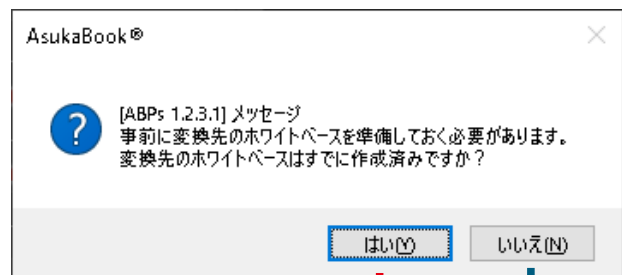 AsukaBook®
[ABPs 1.2.3.1] メッセージ
事前に変換先のホワイトベースを準備しておく必要があります。
変換先のホワイトベースはすでに作成済みですか？
はい(Y)
いいえ(N)